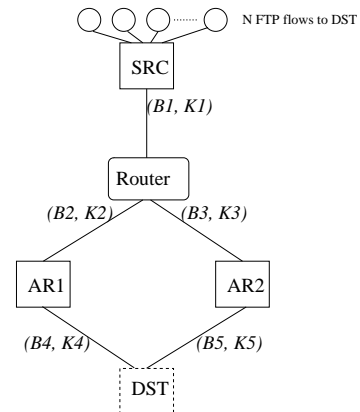 N FTP flows to DST
SRC
(B1, K1)
Router
(B2, K2) (B3, K3)
AR1 AR2
(B4, K4) (B5, K5)
DST